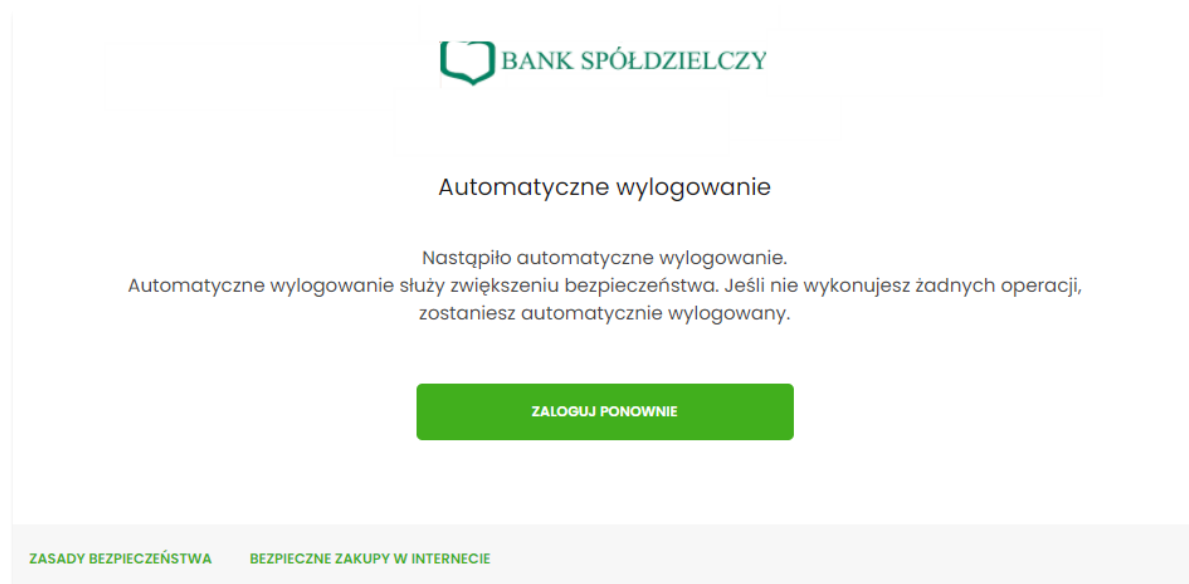 BANK SPÓŁDZIELCZY
Automatyczne wylogowanie
Nastąpiło automatyczne wylogowanie.
Automatyczne wylogowanie służy zwiększeniu bezpieczeństwa. Jeśli nie wykonujesz żadnych operacji,
zostaniesz automatycznie wylogowany.
ZALOGUJ PONOWNIE
ZASADY BEZPIECZEŃSTWA BEZPIECZNE ZAKUPY W INTERNECIE